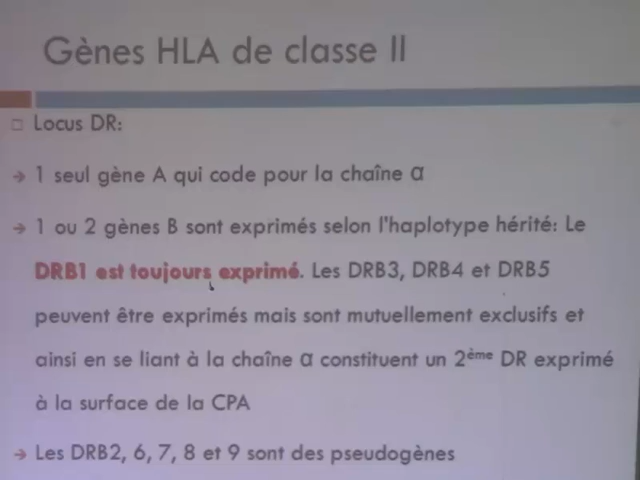 Gènes HLA de classe II
□ Locus DR:
→ 1 seul gène A qui code pour la chaîne α
→ 1 ou 2 gènes B sont exprimés selon l'haplotype hérité: Le
DRB1 est toujours exprimé. Les DRB3, DRB4 et DRB5
peuvent être exprimés mais sont mutuellement exclusifs et
ainsi en se liant à la chaîne α constituent un 2ème DR exprimé
à la surface de la CPA
→ Les DRB2, 6, 7, 8 et 9 sont des pseudogènes